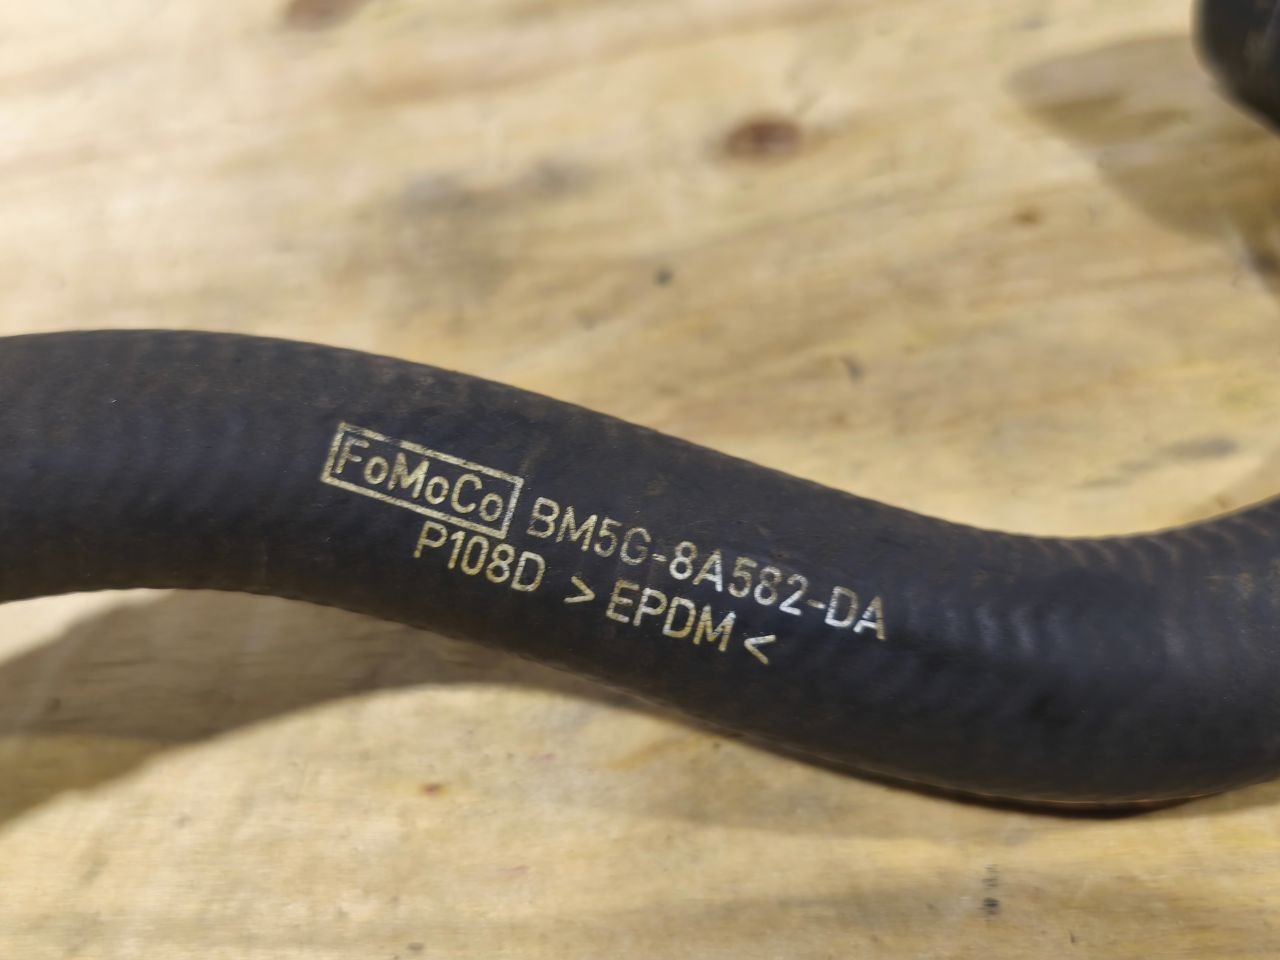 FoMoCo BM5G-8A582-DA
P108D >EPDM<